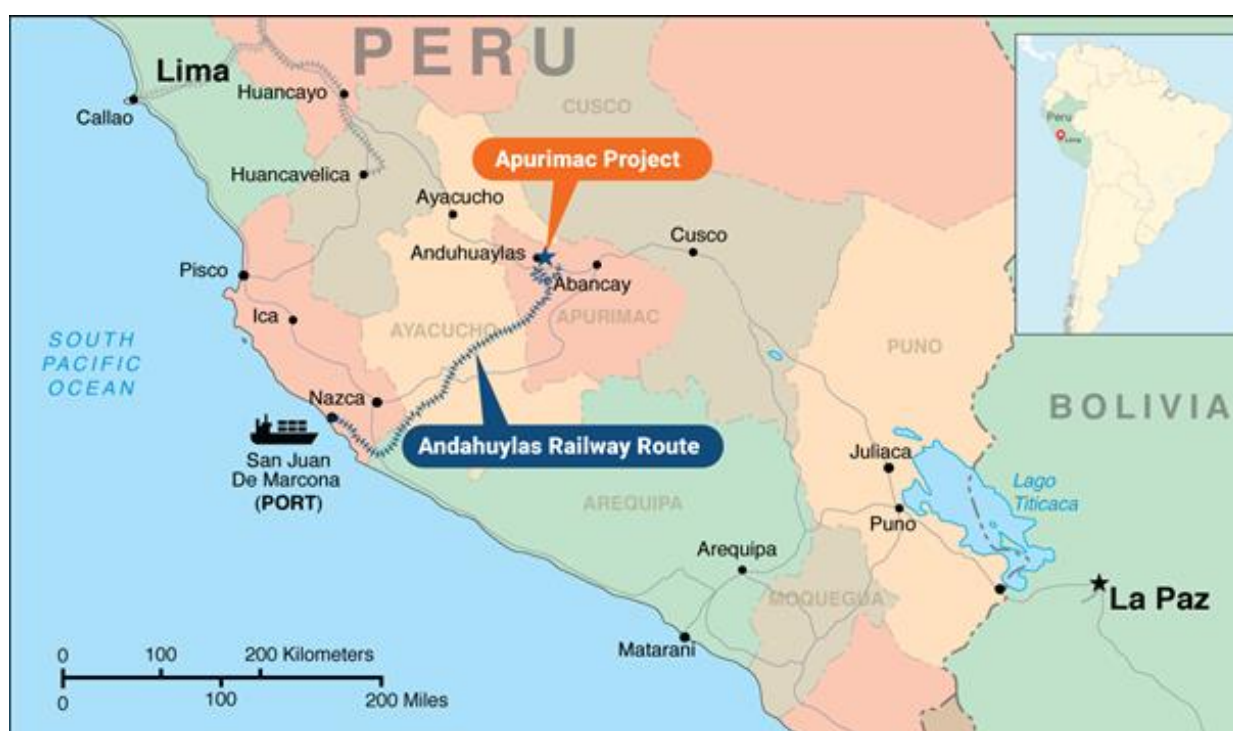 PERU
Lima
Huancayo
Callao
CUSCO
Peru
Lima
Apurimac Project
Huancavelica
Ayacucho
Cusco
Anduhuaylas
Pisco
Abancay
Ica
APURIMAC
AYACUCHO
PUNO
SOUTH
PACIFIC
OCEAN
Nazca
BOLIVIA
Andahuylas Railway Route
San Juan
De Marcona
(PORT)
Juliaca
Lago
Titicaca
AREQUIPA
Puno
Arequipa
MOQUEGUA
La Paz
Matarani
0 100 200 Kilometers
0 100 200 Miles